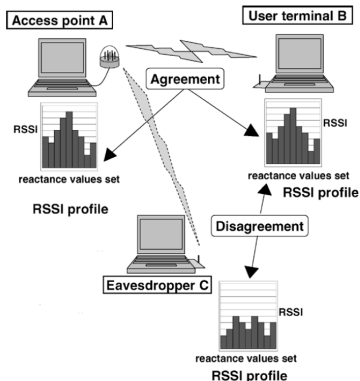 Access point A
User terminal B
Agreement
RSSI
RSSI
reactance values set
reactance values set
RSSI profile
RSSI profile
Disagreement
Eavesdropper C
RSSI
reactance values set
RSSI profile